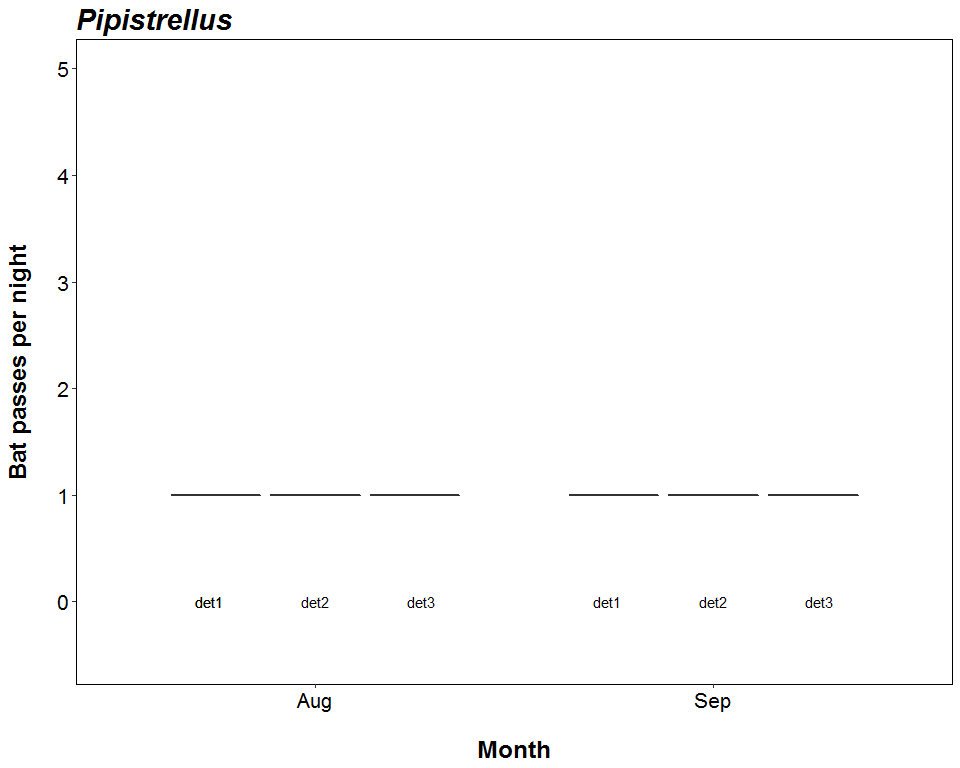 Pipistrellus
5
4
3
2
1
0
Bat passes per night
det1 det2 det3 det1 det2 det3
Aug Sep
Month